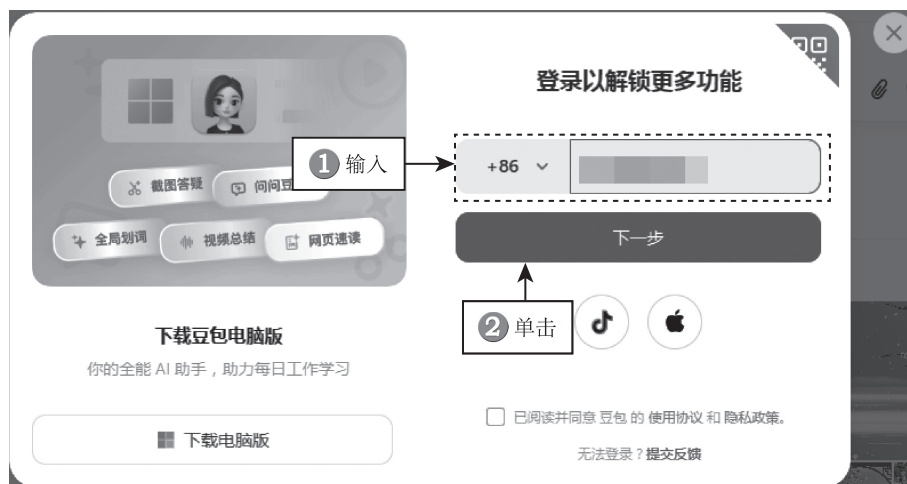 截图答疑
问问豆
全局划词
视频总结
网页速读
下载豆包电脑版
你的全能 AI 助手，助力每日工作学习
下载电脑版
登录以解锁更多功能
1 输入
+86
下一步
2 单击
已阅读并同意 豆包 的 使用协议 和 隐私政策。
无法登录？提交反馈